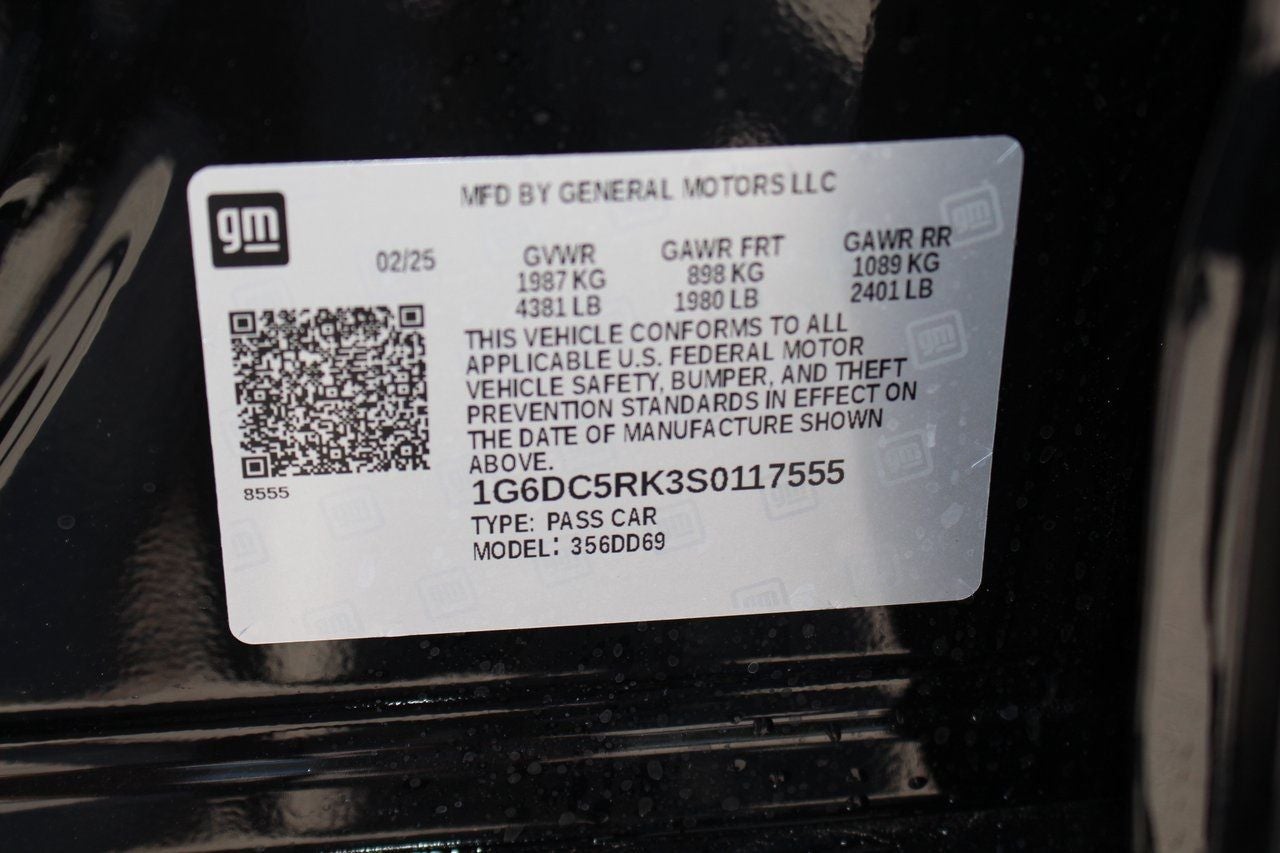 gm
MFD BY GENERAL MOTORS LLC
02/25
GVWR
1987 KG
4381 LB
GAWR FRT
898 KG
1980 LB
GAWR RR
1089 KG
2401 LB
THIS VEHICLE CONFORMS TO ALL
APPLICABLE U.S. FEDERAL MOTOR
VEHICLE SAFETY, BUMPER, AND THEFT
PREVENTION STANDARDS IN EFFECT ON
THE DATE OF MANUFACTURE SHOWN
ABOVE.
8555
1G6DC5RK3S0117555
TYPE: PASS CAR
MODEL: 356DD69